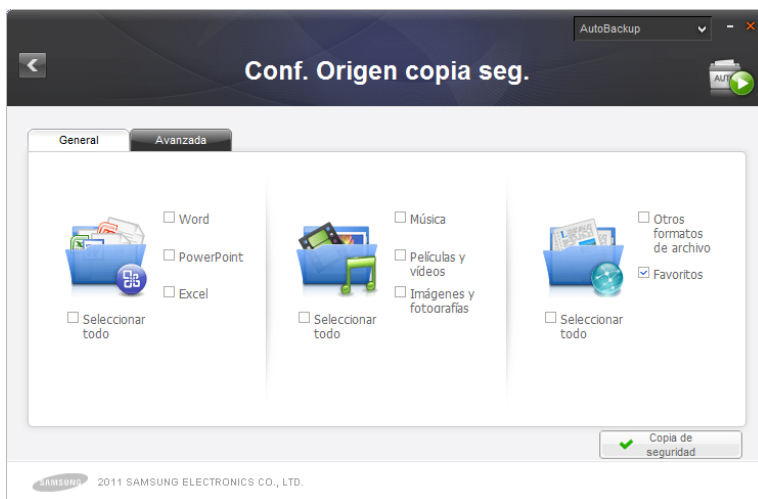 AutoBackup
Conf. Origen copia seg.
AUTO
General
Avanzada
Word
PowerPoint
Excel
Seleccionar
todo
Música
Películas y
vídeos
Imágenes y
fotografías
Seleccionar
todo
Otros
formatos
de archivo
Favoritos
Seleccionar
todo
Copia de
seguridad
SAMSUNG
2011 SAMSUNG ELECTRONICS CO., LTD.